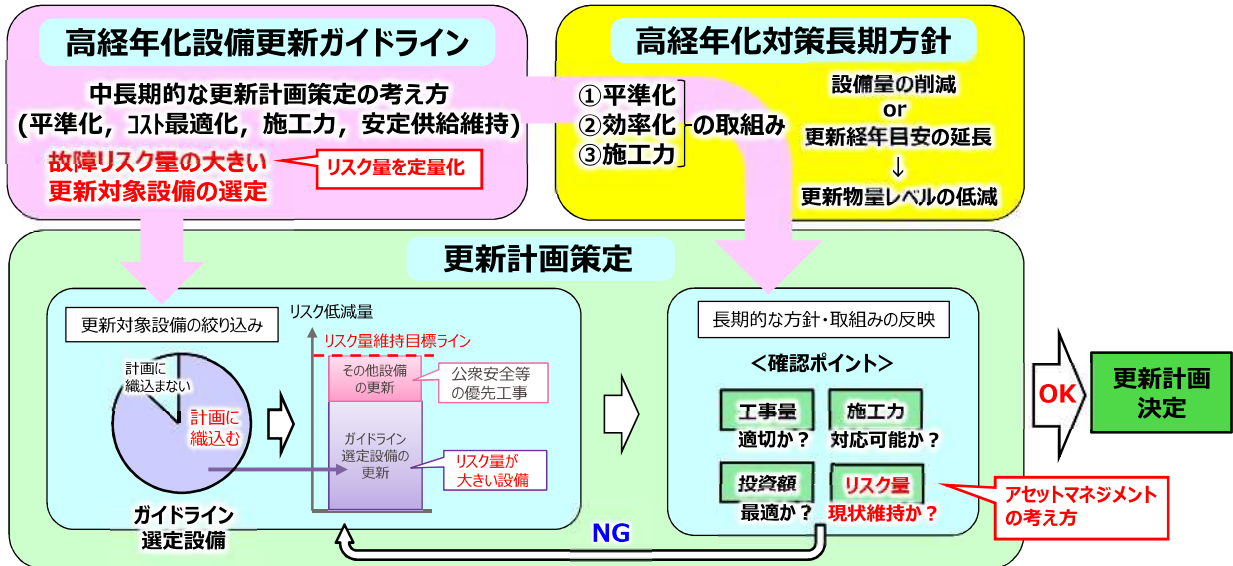 高経年化設備更新ガイドライン
中長期的な更新計画策定の考え方
(平準化，コスト最適化，施工力，安定供給維持)
故障リスク量の大きい
更新対象設備の選定
リスク量を定量化
高経年化対策長期方針
①平準化
②効率化
③施工力
の取組み
設備量の削減
or
更新経年目安の延長
↓
更新物量レベルの低減
更新計画策定
更新対象設備の絞り込み
計画に
織込まない
計画に
織込む
ガイドライン
選定設備
リスク低減量
リスク量維持目標ライン
その他設備
の更新
公衆安全等
の優先工事
ガイドライン
選定設備の
更新
リスク量が
大きい設備
長期的な方針・取組みの反映
＜確認ポイント＞
工事量
適切か？
施工力
対応可能か？
投資額
最適か？
リスク量
現状維持か？
アセットマネジメント
の考え方
NG
OK
更新計画
決定